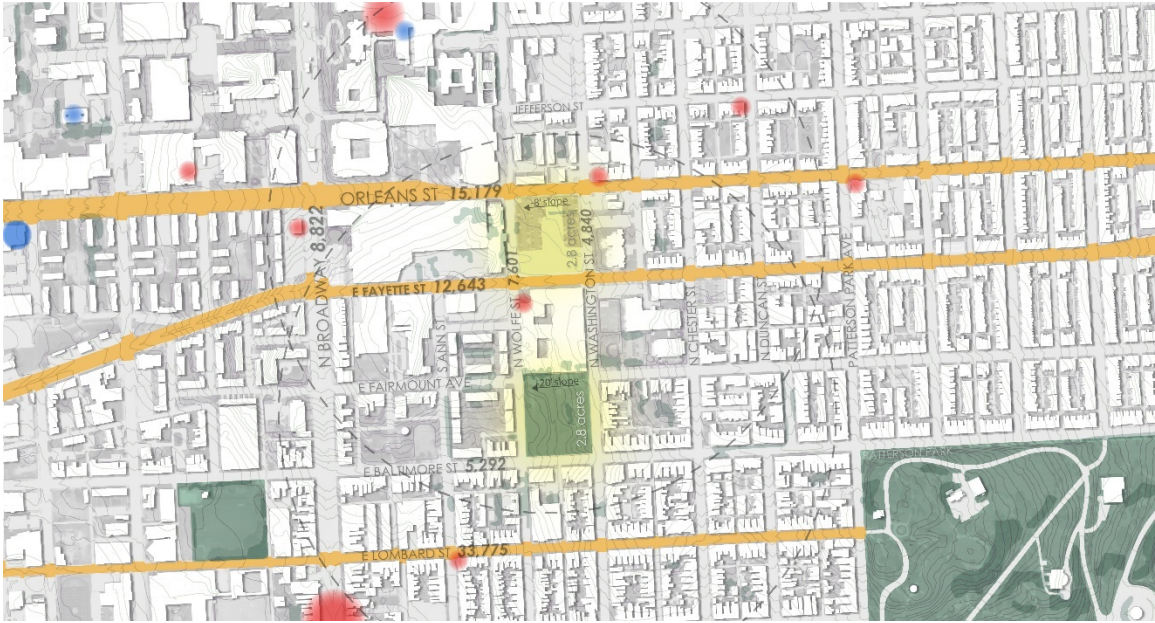 JEFFERSON ST
ORLEANS ST 15,179
-8' slope
2.8 acres
N BROADWAY 8,822
N WOLFE ST 7,601
N WASHINGTON ST 4,840
E FAYETTE ST 12,643
S ANN ST
N CHESTER ST
N DUNCAN ST
PATTERSON PARK AVE
E FAIRMOUNT AVE
-20' slope
2.8 acres
E BALTIMORE ST 5,292
PATTERSON PARK
E LOMBARD ST 33,775